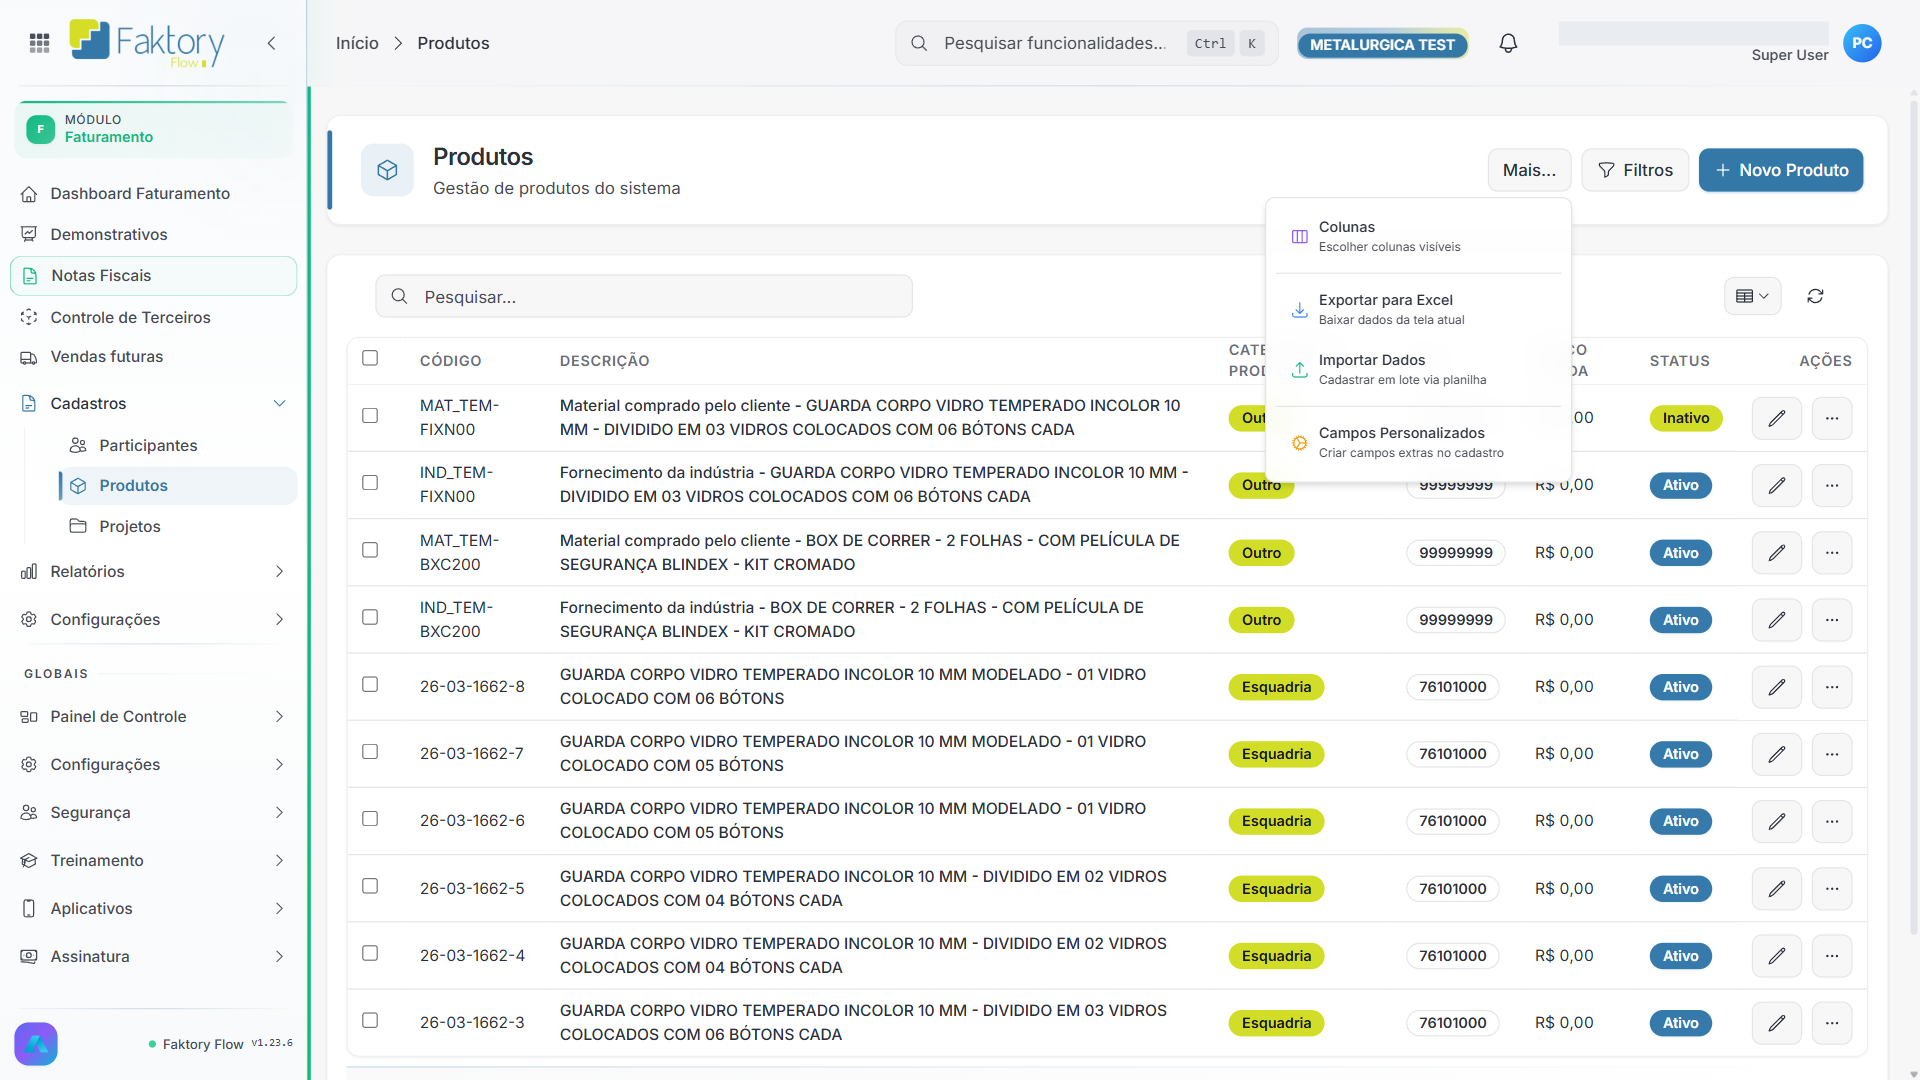 Faktory
Flow
Início
Produtos
Pesquisar funcionalidades...
Ctrl
K
METALURGICA TEST
Super User
PC
F
MÓDULO
Faturamento
Dashboard Faturamento
Demonstrativos
Notas Fiscais
Controle de Terceiros
Vendas futuras
Cadastros
Participantes
Produtos
Projetos
Relatórios
Configurações
GLOBAIS
Painel de Controle
Configurações
Segurança
Treinamento
Aplicativos
Assinatura
Faktory Flow v1.23.6
Produtos
Gestão de produtos do sistema
Mais...
Filtros
Novo Produto
Colunas
Escolher colunas visíveis
Exportar para Excel
Baixar dados da tela atual
Importar Dados
Cadastrar em lote via planilha
Campos Personalizados
Criar campos extras no cadastro
Pesquisar...
CÓDIGO
DESCRIÇÃO
STATUS
AÇÕES
MAT_TEM-
FIXN00
Material comprado pelo cliente - GUARDA CORPO VIDRO TEMPERADO INCOLOR 10
MM - DIVIDIDO EM 03 VIDROS COLOCADOS COM 06 BÓTONS CADA
Inativo
IND_TEM-
FIXN00
Fornecimento da indústria - GUARDA CORPO VIDRO TEMPERADO INCOLOR 10 MM -
DIVIDIDO EM 03 VIDROS COLOCADOS COM 06 BÓTONS CADA
Outro
99999999
R$ 0,00
Ativo
MAT_TEM-
BXC200
Material comprado pelo cliente - BOX DE CORRER - 2 FOLHAS - COM PELÍCULA DE
SEGURANÇA BLINDEX - KIT CROMADO
Outro
99999999
R$ 0,00
Ativo
IND_TEM-
BXC200
Fornecimento da indústria - BOX DE CORRER - 2 FOLHAS - COM PELÍCULA DE
SEGURANÇA BLINDEX - KIT CROMADO
Outro
99999999
R$ 0,00
Ativo
26-03-1662-8
GUARDA CORPO VIDRO TEMPERADO INCOLOR 10 MM MODELADO - 01 VIDRO
COLOCADO COM 06 BÓTONS
Esquadria
76101000
R$ 0,00
Ativo
26-03-1662-7
GUARDA CORPO VIDRO TEMPERADO INCOLOR 10 MM MODELADO - 01 VIDRO
COLOCADO COM 05 BÓTONS
Esquadria
76101000
R$ 0,00
Ativo
26-03-1662-6
GUARDA CORPO VIDRO TEMPERADO INCOLOR 10 MM MODELADO - 01 VIDRO
COLOCADO COM 05 BÓTONS
Esquadria
76101000
R$ 0,00
Ativo
26-03-1662-5
GUARDA CORPO VIDRO TEMPERADO INCOLOR 10 MM - DIVIDIDO EM 02 VIDROS
COLOCADOS COM 04 BÓTONS CADA
Esquadria
76101000
R$ 0,00
Ativo
26-03-1662-4
GUARDA CORPO VIDRO TEMPERADO INCOLOR 10 MM - DIVIDIDO EM 02 VIDROS
COLOCADOS COM 04 BÓTONS CADA
Esquadria
76101000
R$ 0,00
Ativo
26-03-1662-3
GUARDA CORPO VIDRO TEMPERADO INCOLOR 10 MM - DIVIDIDO EM 03 VIDROS
COLOCADOS COM 06 BÓTONS CADA
Esquadria
76101000
R$ 0,00
Ativo